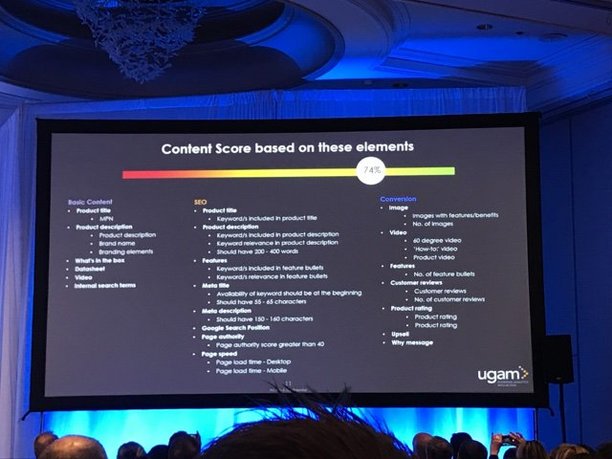 Content Score based on these elements
74%
Basic Content
• Product title
• MPN
• Product description
• Product description
• Brand name
• Branding elements
• What's in the box
• Datasheet
• Video
• Internal search terms
SEO
• Product title
• Keyword/s included in product title
• Product description
• Keyword/s included in product description
• Keyword relevance in product description
• Should have 200 - 400 words
• Features
• Keyword/s included in feature bullets
• Keyword/s relevance in feature bullets
• Meta title
• Availability of keyword should be at the beginning
• Should have 55 - 65 characters
• Meta description
• Should have 150 - 160 characters
• Google Search Position
• Page authority
• Page authority score greater than 40
• Page speed
• Page load time - Desktop
• Page load time - Mobile
Conversion
• Image
• Images with features/benefits
• No. of images
• Video
• 60 degree video
• 'How-to' video
• Product video
• Features
• No. of feature bullets
• Customer reviews
• Customer reviews
• No. of customer reviews
• Product rating
• Product rating
• Product rating
• Upsell
• Why message
11
ugam